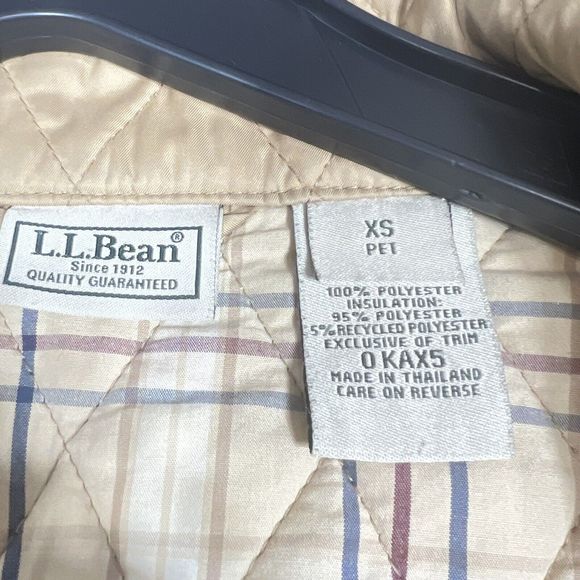 L.L.Bean®
Since 1912
QUALITY GUARANTEED
XS
PET
100% POLYESTER
INSULATION:
95% POLYESTER
5% RECYCLED POLYESTER
EXCLUSIVE OF TRIM
0 KAX5
MADE IN THAILAND
CARE ON REVERSE